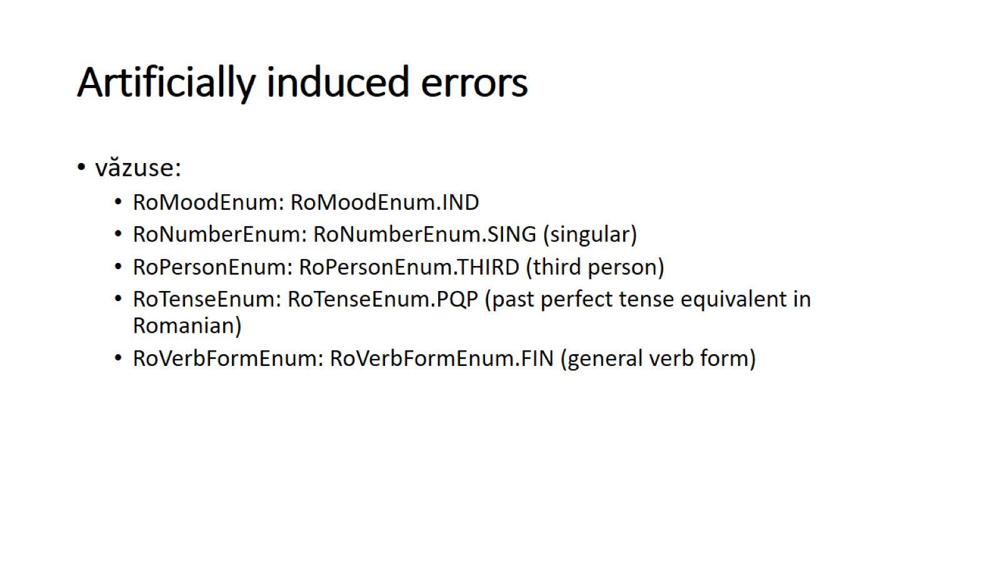 Artificially induced errors
• văzuse:
• RoMoodEnum: RoMoodEnum.IND
• RoNumberEnum: RoNumberEnum.SING (singular)
• RoPersonEnum: RoPersonEnum.THIRD (third person)
• RoTenseEnum: RoTenseEnum.PQP (past perfect tense equivalent in
Romanian)
• RoVerbFormEnum: RoVerbFormEnum.FIN (general verb form)